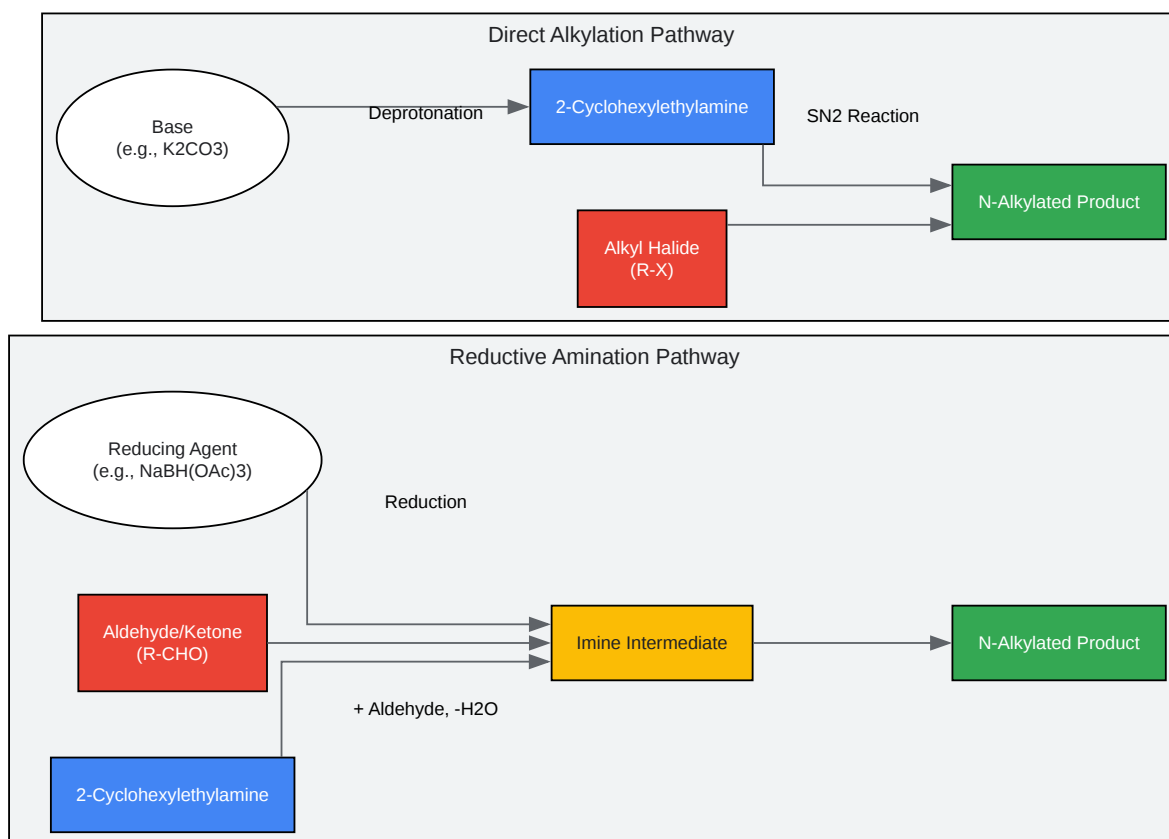 Direct Alkylation Pathway
Base
(e.g., K2CO3)
Deprotonation
2-Cyclohexylethylamine
SN2 Reaction
N-Alkylated Product
Alkyl Halide
(R-X)
Reductive Amination Pathway
Reducing Agent
(e.g., NaBH(OAc)3)
Reduction
Aldehyde/Ketone
(R-CHO)
Imine Intermediate
N-Alkylated Product
+ Aldehyde, -H2O
2-Cyclohexylethylamine